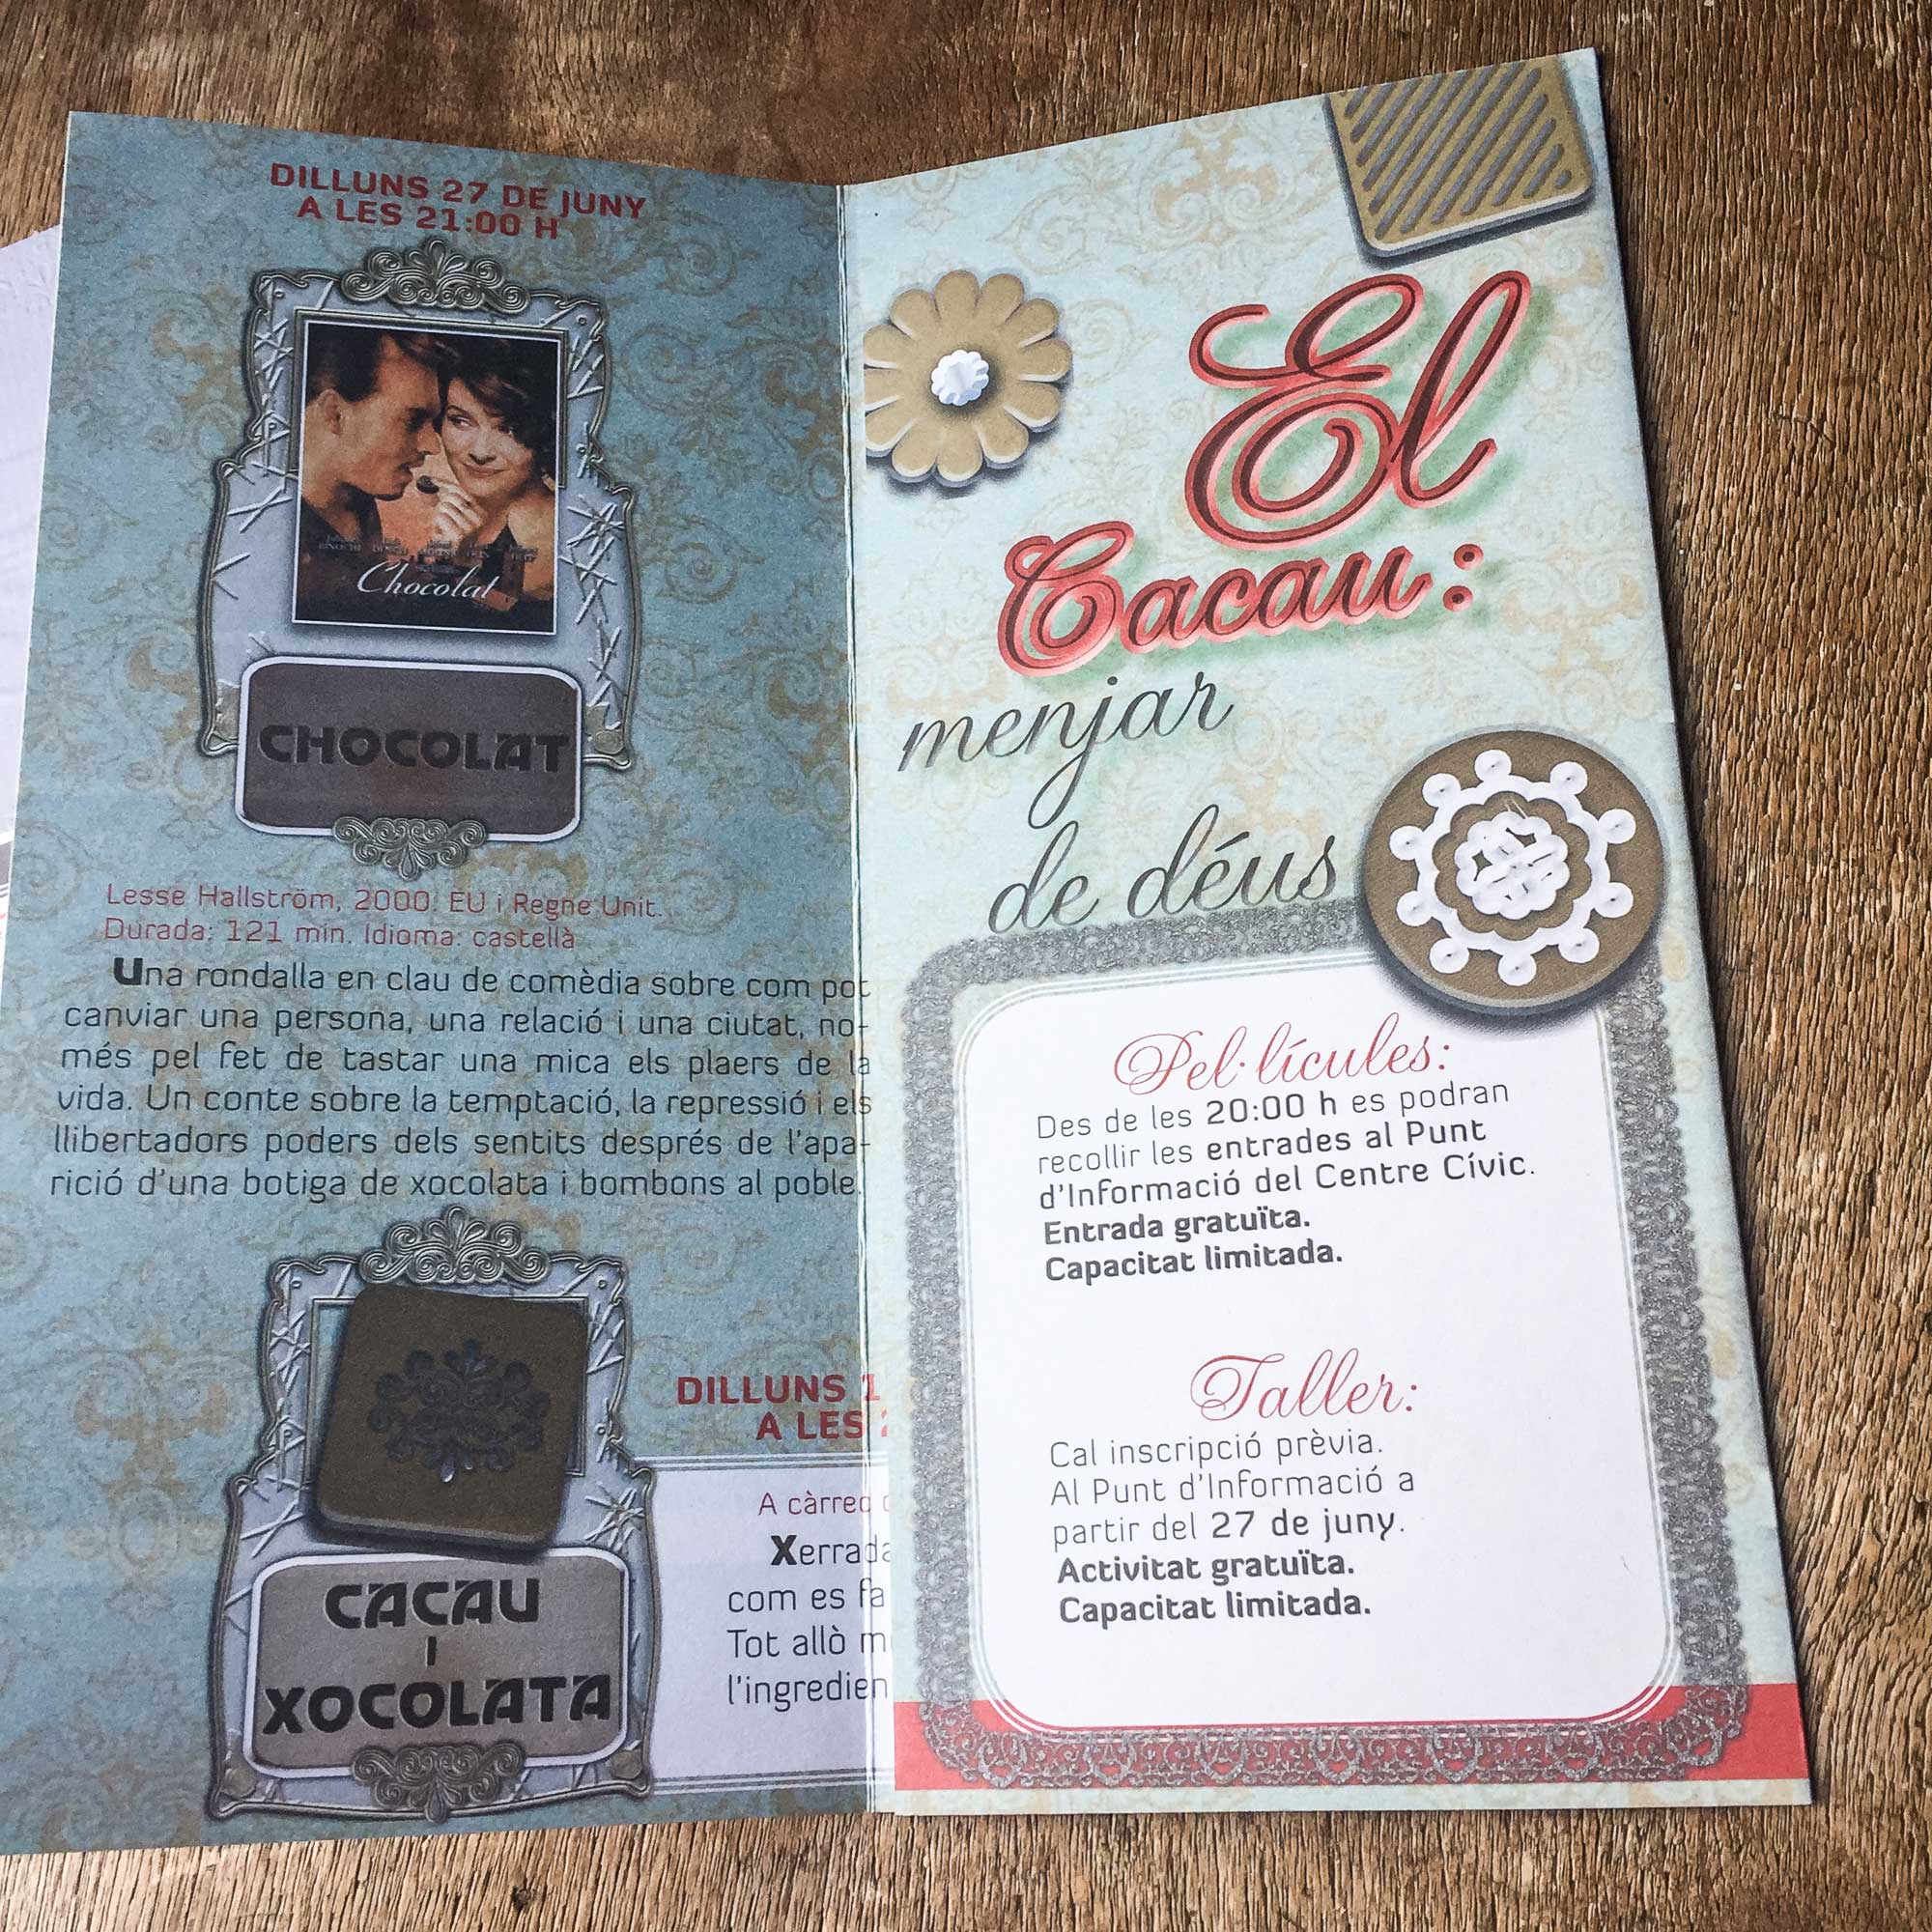 DILLUNS 27 DE JUNY
A LES 21:00 H
Chocolat
CHOCOLAT
Lesse Hallström, 2000. EU i Regne Unit.
Durada: 121 min. Idioma: castellà
Una rondalla en clau de comèdia sobre com pot
canviar una persona, una relació i una ciutat, no-
més pel fet de tastar una mica els plaers de la
vida. Un conte sobre la temptació, la repressió i els
llibertadors poders dels sentits després de l'apa-
rició d'una botiga de xocolata i bombons al poble.
DILLUNS 1
A LES
A càrrec
Xerrada
com es fa
Tot allò m
l'ingredien
CACAU
I
XOCOLATA
El
Cacau:
menjar
de déus
Pel·lícules:
Des de les 20:00 h es podran
recollir les entrades al Punt
d'Informació del Centre Cívic.
Entrada gratuïta.
Capacitat limitada.
Taller:
Cal inscripció prèvia.
Al Punt d'Informació a
partir del 27 de juny.
Activitat gratuïta.
Capacitat limitada.